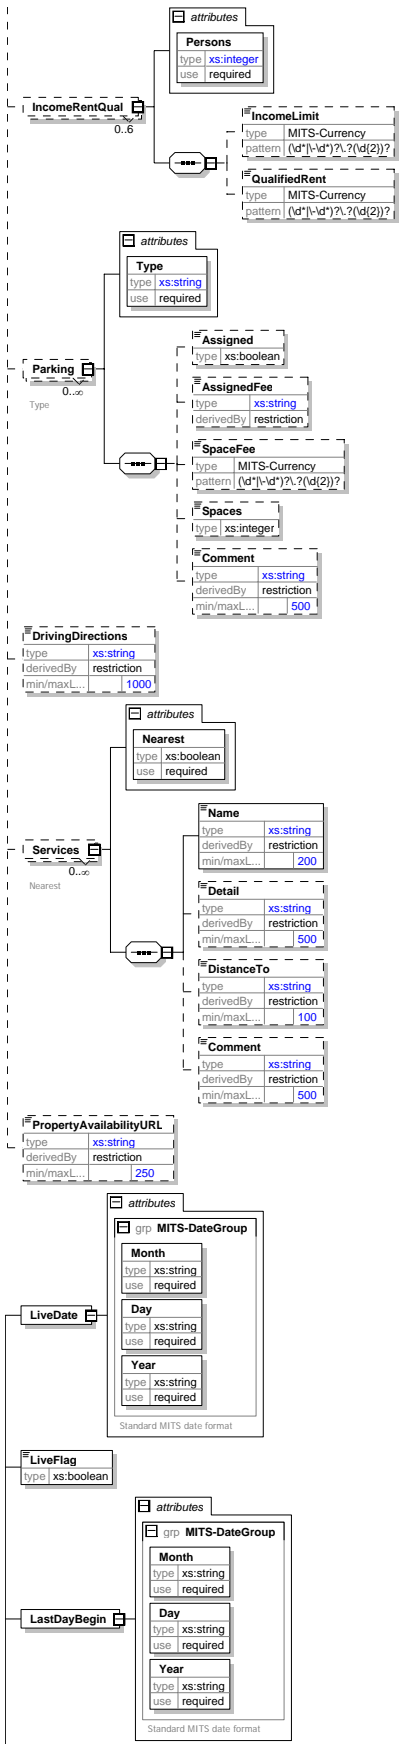 attributes
Persons
type xs:integer
use required
IncomeRentQual
0..6
IncomeLimit
type MITS-Currency
pattern (\d*|\-\d*)?\.?(\d{2})?
QualifiedRent
type MITS-Currency
pattern (\d*|\-\d*)?\.?(\d{2})?
attributes
Type
type xs:string
use required
Parking
0..∞
Type
Assigned
type xs:boolean
AssignedFee
type xs:string
derivedBy restriction
SpaceFee
type MITS-Currency
pattern (\d*|\-\d*)?\.?(\d{2})?
Spaces
type xs:integer
Comment
type xs:string
derivedBy restriction
min/maxL... 500
DrivingDirections
type xs:string
derivedBy restriction
min/maxL... 1000
attributes
Nearest
type xs:boolean
use required
Services
0..∞
Nearest
Name
type xs:string
derivedBy restriction
min/maxL... 200
Detail
type xs:string
derivedBy restriction
min/maxL... 500
DistanceTo
type xs:string
derivedBy restriction
min/maxL... 100
Comment
type xs:string
derivedBy restriction
min/maxL... 500
PropertyAvailabilityURL
type xs:string
derivedBy restriction
min/maxL... 250
attributes
grp MITS-DateGroup
Month
type xs:string
use required
Day
type xs:string
use required
Year
type xs:string
use required
Standard MITS date format
LiveDate
LiveFlag
type xs:boolean
attributes
grp MITS-DateGroup
Month
type xs:string
use required
Day
type xs:string
use required
Year
type xs:string
use required
Standard MITS date format
LastDayBegin